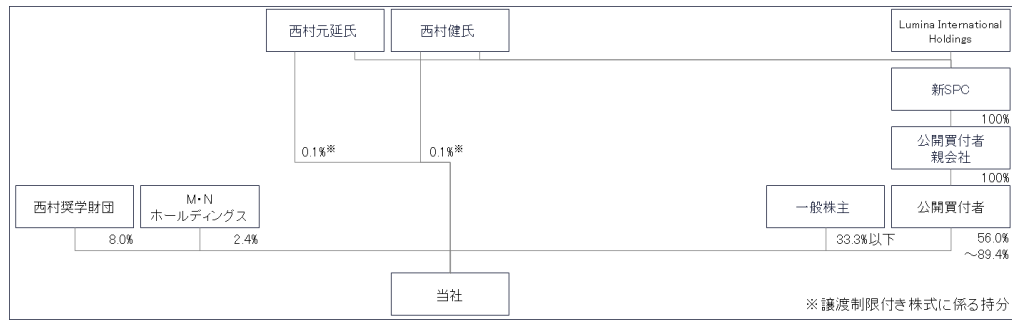 西村元延氏
西村健氏
Lumina International
Holdings
新SPC
100%
公開買付者
親会社
0.1%※
0.1%※
100%
西村奨学財団
M・N
ホールディングス
一般株主
公開買付者
8.0%
2.4%
33.3%以下
56.0%
～89.4%
当社
※譲渡制限付き株式に係る持分